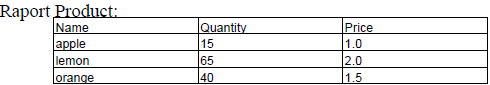 Raport Product:
Name Quantity Price
apple 15 1.0
lemon 65 2.0
orange 40 1.5